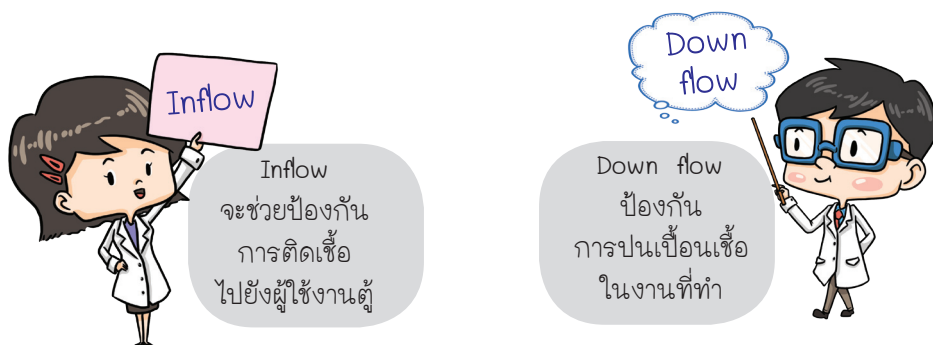 Inflow
Inflow
จะช่วยป้องกัน
การติดเชื้อ
ไปยังผู้ใช้งานตู้
Down
flow
Down flow
ป้องกัน
การปนเปื้อนเชื้อ
ในงานที่ทำ